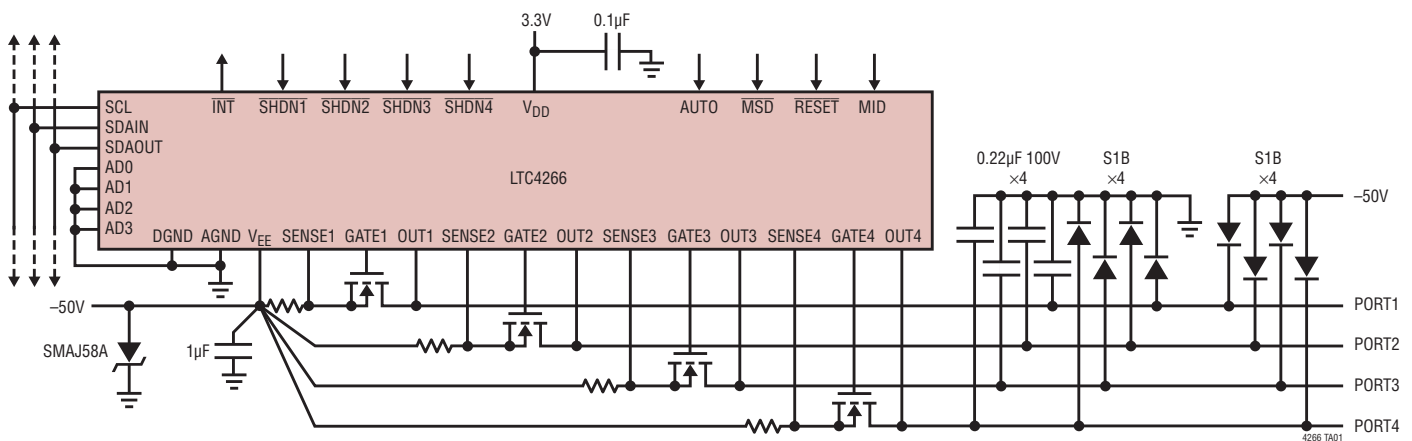 3.3V
0.1µF
SCL
SDAIN
SDAOUT
AD0
AD1
AD2
AD3
INT
SHDN1
SHDN2
SHDN3
SHDN4
VDD
AUTO
MSD
RESET
MID
LTC4266
DGND
AGND
VEE
SENSE1
GATE1
OUT1
SENSE2
GATE2
OUT2
SENSE3
GATE3
OUT3
SENSE4
GATE4
OUT4
0.22µF 100V
×4
S1B
×4
S1B
×4
–50V
–50V
SMAJ58A
1µF
PORT1
PORT2
PORT3
PORT4
4266 TA01